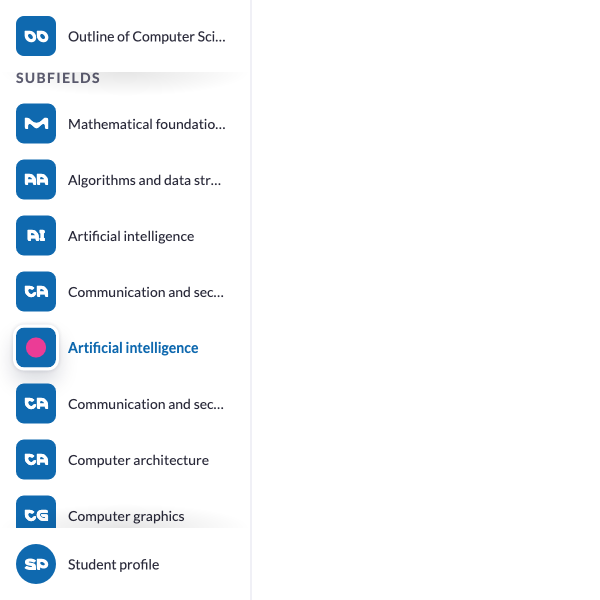 Outline of Computer Sci...
SUBFIELDS
Mathematical foundatio...
AA Algorithms and data str...
AI Artificial intelligence
CA Communication and sec...
Artificial intelligence
CA Communication and sec...
CA Computer architecture
CG Computer graphics
SP Student profile